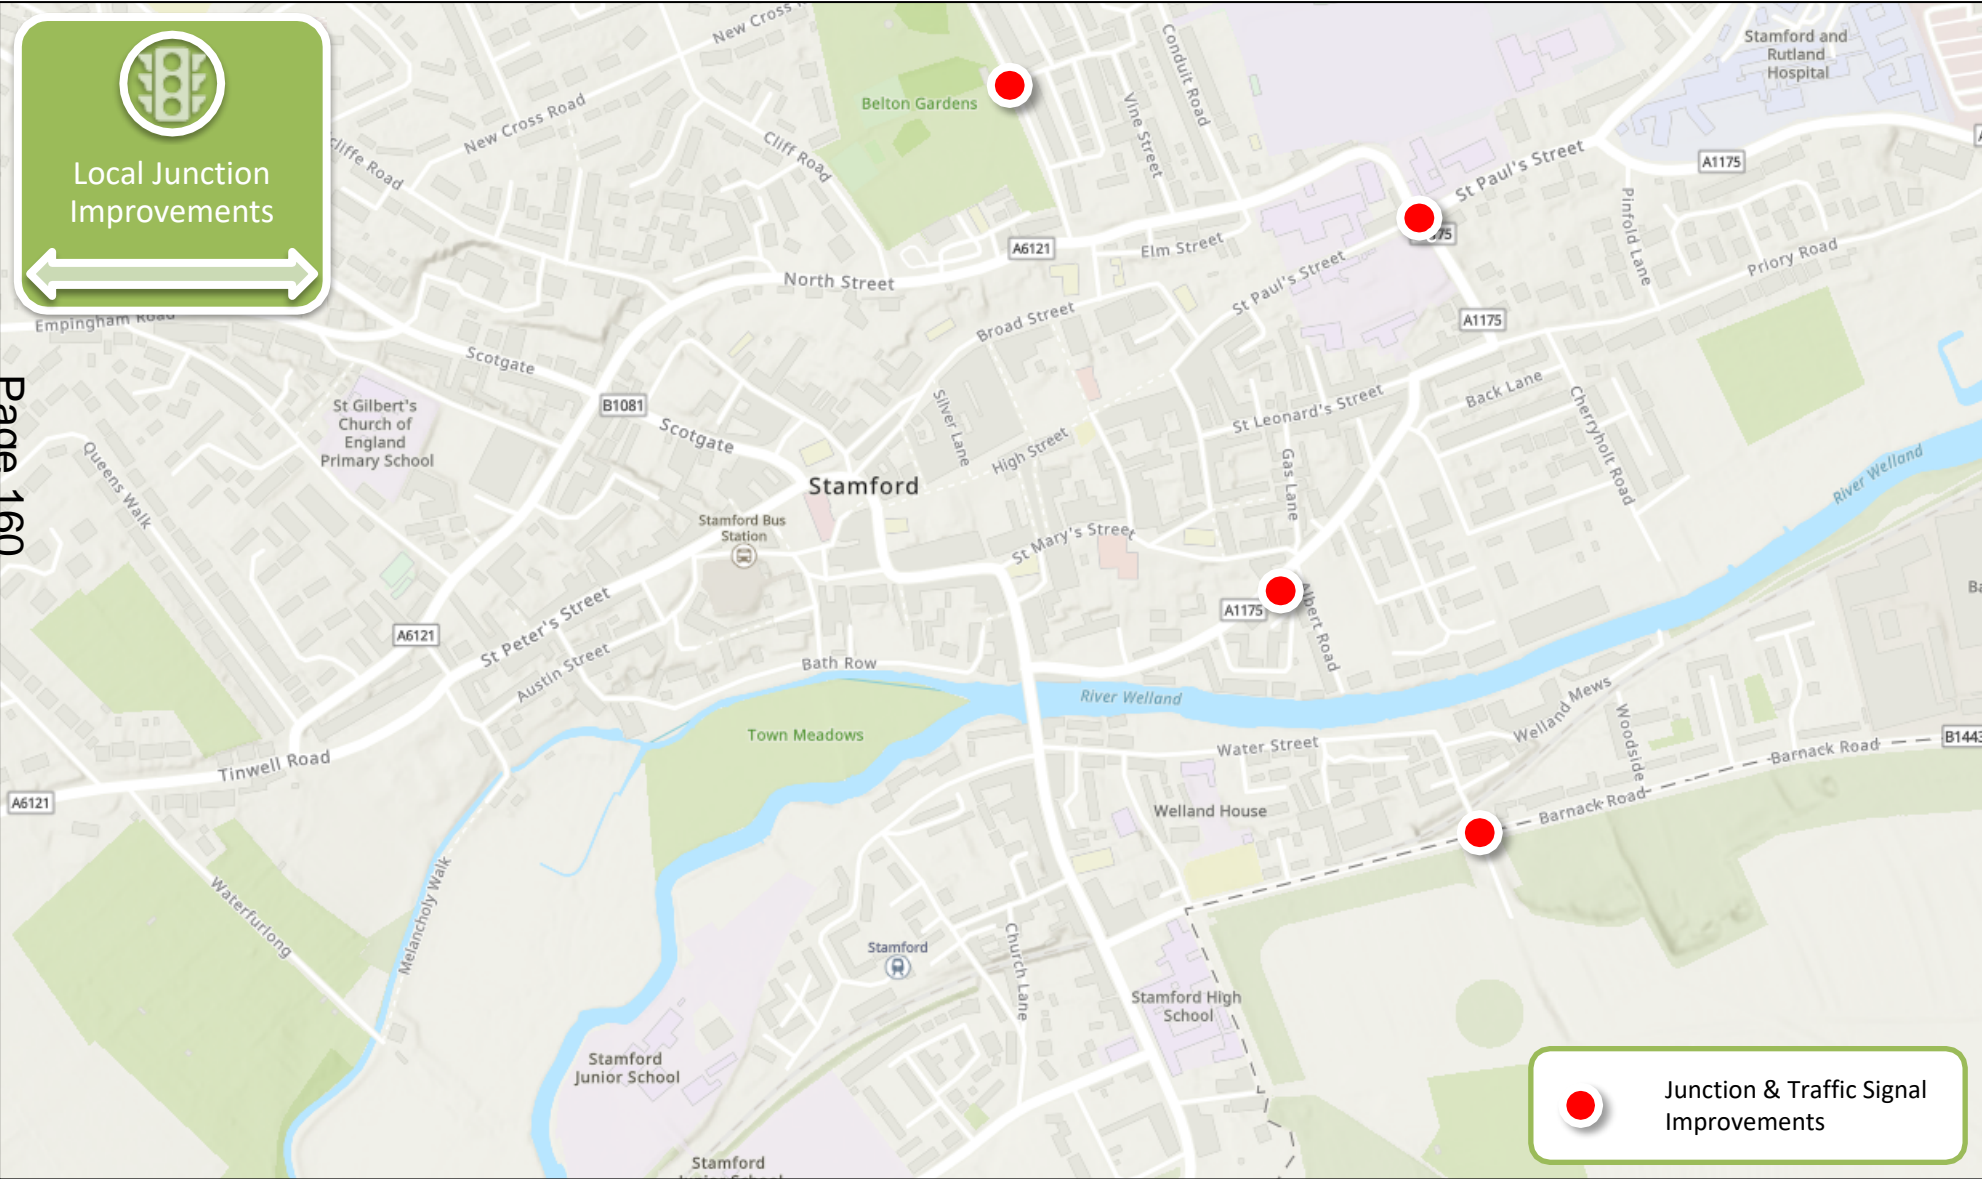 Local Junction
Improvements
Page 160
New Cross
New Cross Road
Cliff Road
cliffe Road
Belton Gardens
Conduit Road
Vine Street
Stamford and
Rutland
Hospital
A1175
St Paul's Street
Pinfold Lane
Priory Road
A6121
Elm Street
North Street
St Paul's Street
Broad Street
A1175
Empingham Road
Scotgate
B1081
Scotgate
St Gilbert's
Church of
England
Primary School
Queens Walk
Silver Lane
High Street
St Leonard's Street
Back Lane
Cherryholt Road
Gas Lane
River Welland
Stamford
Stamford Bus
Station
St Mary's Street
A1175
Albert Road
A6121
St Peter's Street
Austin Street
Bath Row
River Welland
Town Meadows
Water Street
Welland Mews
Woodside
Barnack Road
B1443
Barnack Road
Tinwell Road
A6121
Welland House
Waterfurlong
Melancholy Walk
Stamford
Church Lane
Stamford High
School
Stamford
Junior School
Stamford
Junior School
Junction & Traffic Signal
Improvements